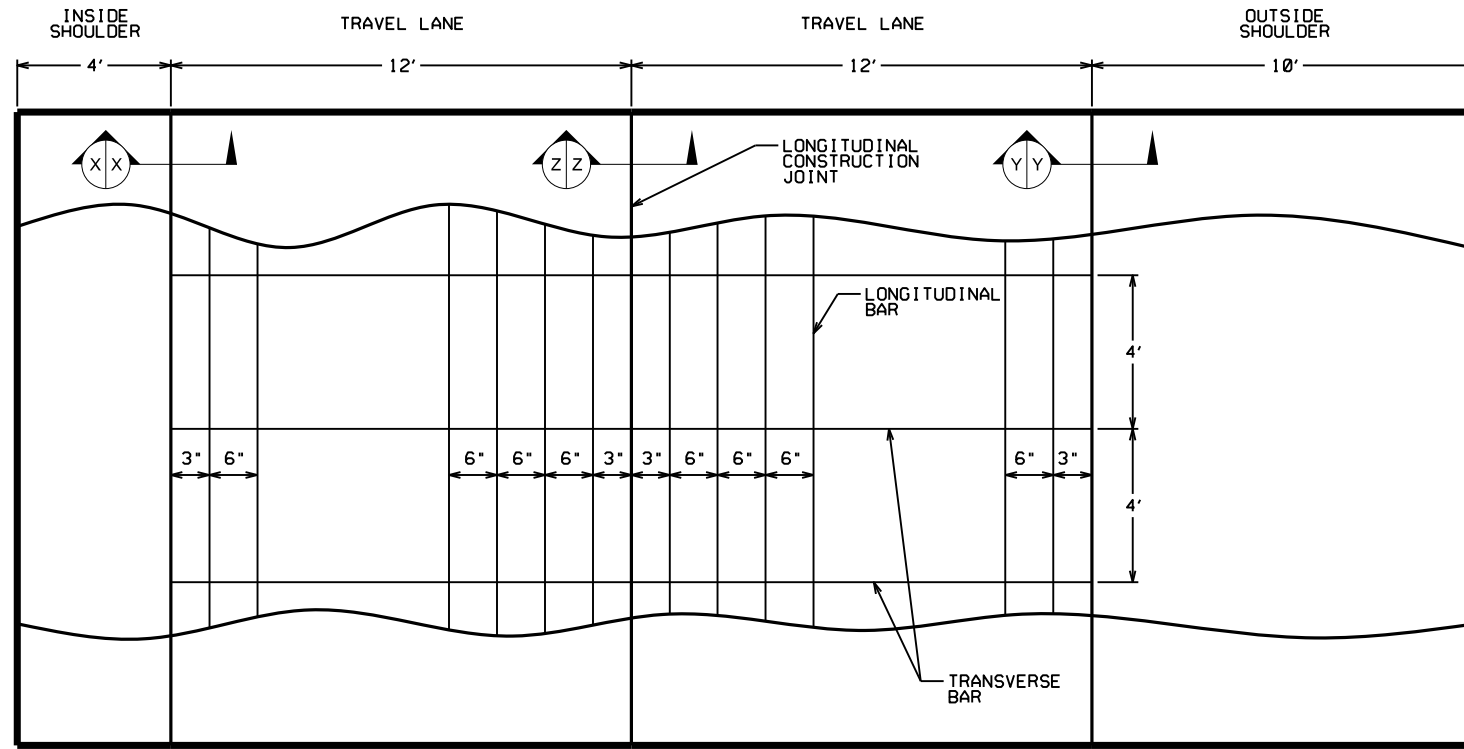 INSIDE
SHOULDER
TRAVEL LANE
TRAVEL LANE
OUTSIDE
SHOULDER
4'
12'
12'
10'
X X
Z Z
Y Y
LONGITUDINAL
CONSTRUCTION
JOINT
LONGITUDINAL
BAR
4'
3" 6" 6" 6" 6" 3" 3" 6" 6" 6" 6" 3"
4'
TRANSVERSE
BAR